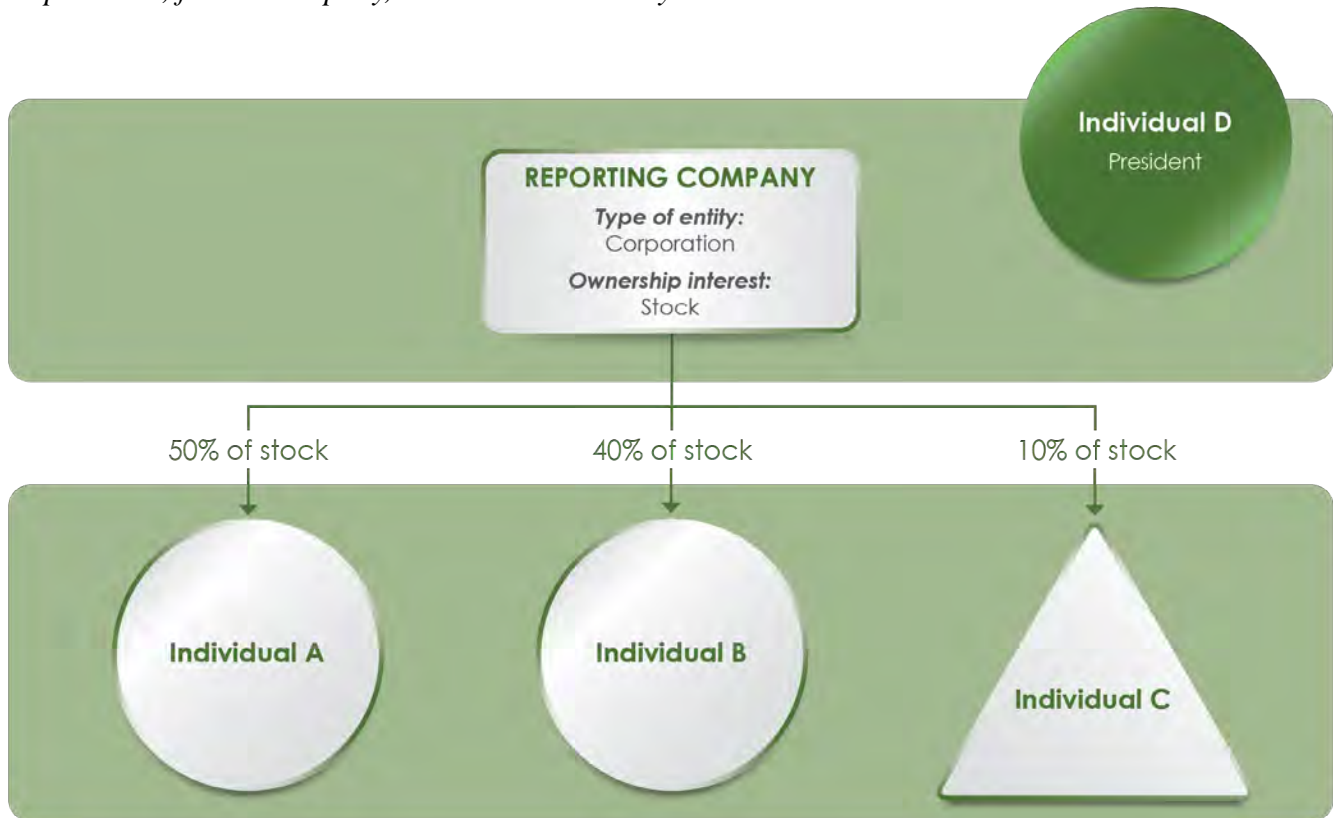 Individual D
President
REPORTING COMPANY
Type of entity:
Corporation
Ownership interest:
Stock
50% of stock
40% of stock
10% of stock
Individual A
Individual B
Individual C